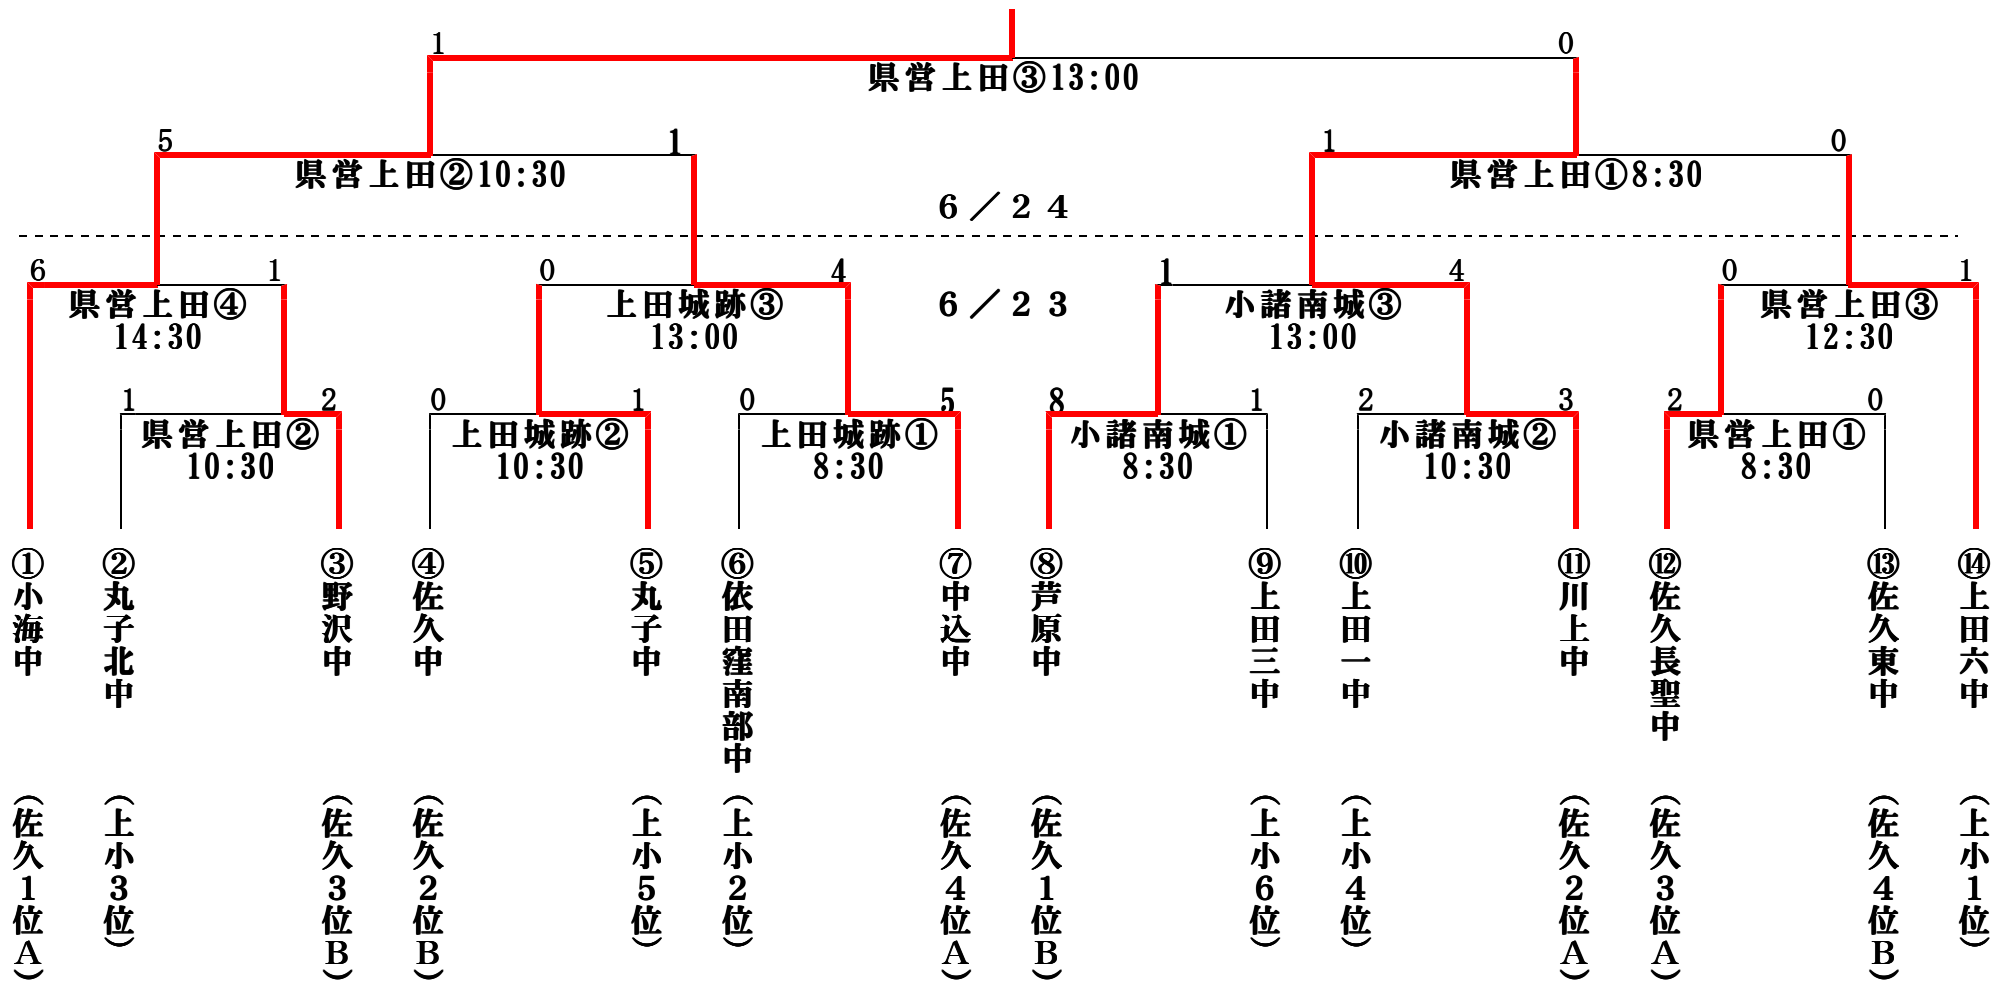 1
0
県営上田③13:00
5
1
1
0
県営上田②10:30
県営上田①8:30
6／24
6
1
0
4
1
4
0
1
県営上田④
14:30
上田城跡③
13:00
6／23
小諸南城③
13:00
県営上田③
12:30
1
2
0
1
0
5
8
1
2
3
2
0
県営上田②
10:30
上田城跡②
10:30
上田城跡①
8:30
小諸南城①
8:30
小諸南城②
10:30
県営上田①
8:30
①小海中（佐久1位A）
②丸子北中（上小3位）
③野沢中（佐久3位B）
④佐久中（佐久2位B）
⑤丸子中（上小5位）
⑥依田窪南部中（上小2位）
⑦中込中（佐久4位A）
⑧芦原中（佐久1位B）
⑨上田三中（上小6位）
⑩上田一中（上小4位）
⑪川上中（佐久2位A）
⑫佐久長聖中（佐久3位A）
⑬佐久東中（佐久4位B）
⑭上田六中（上小1位）